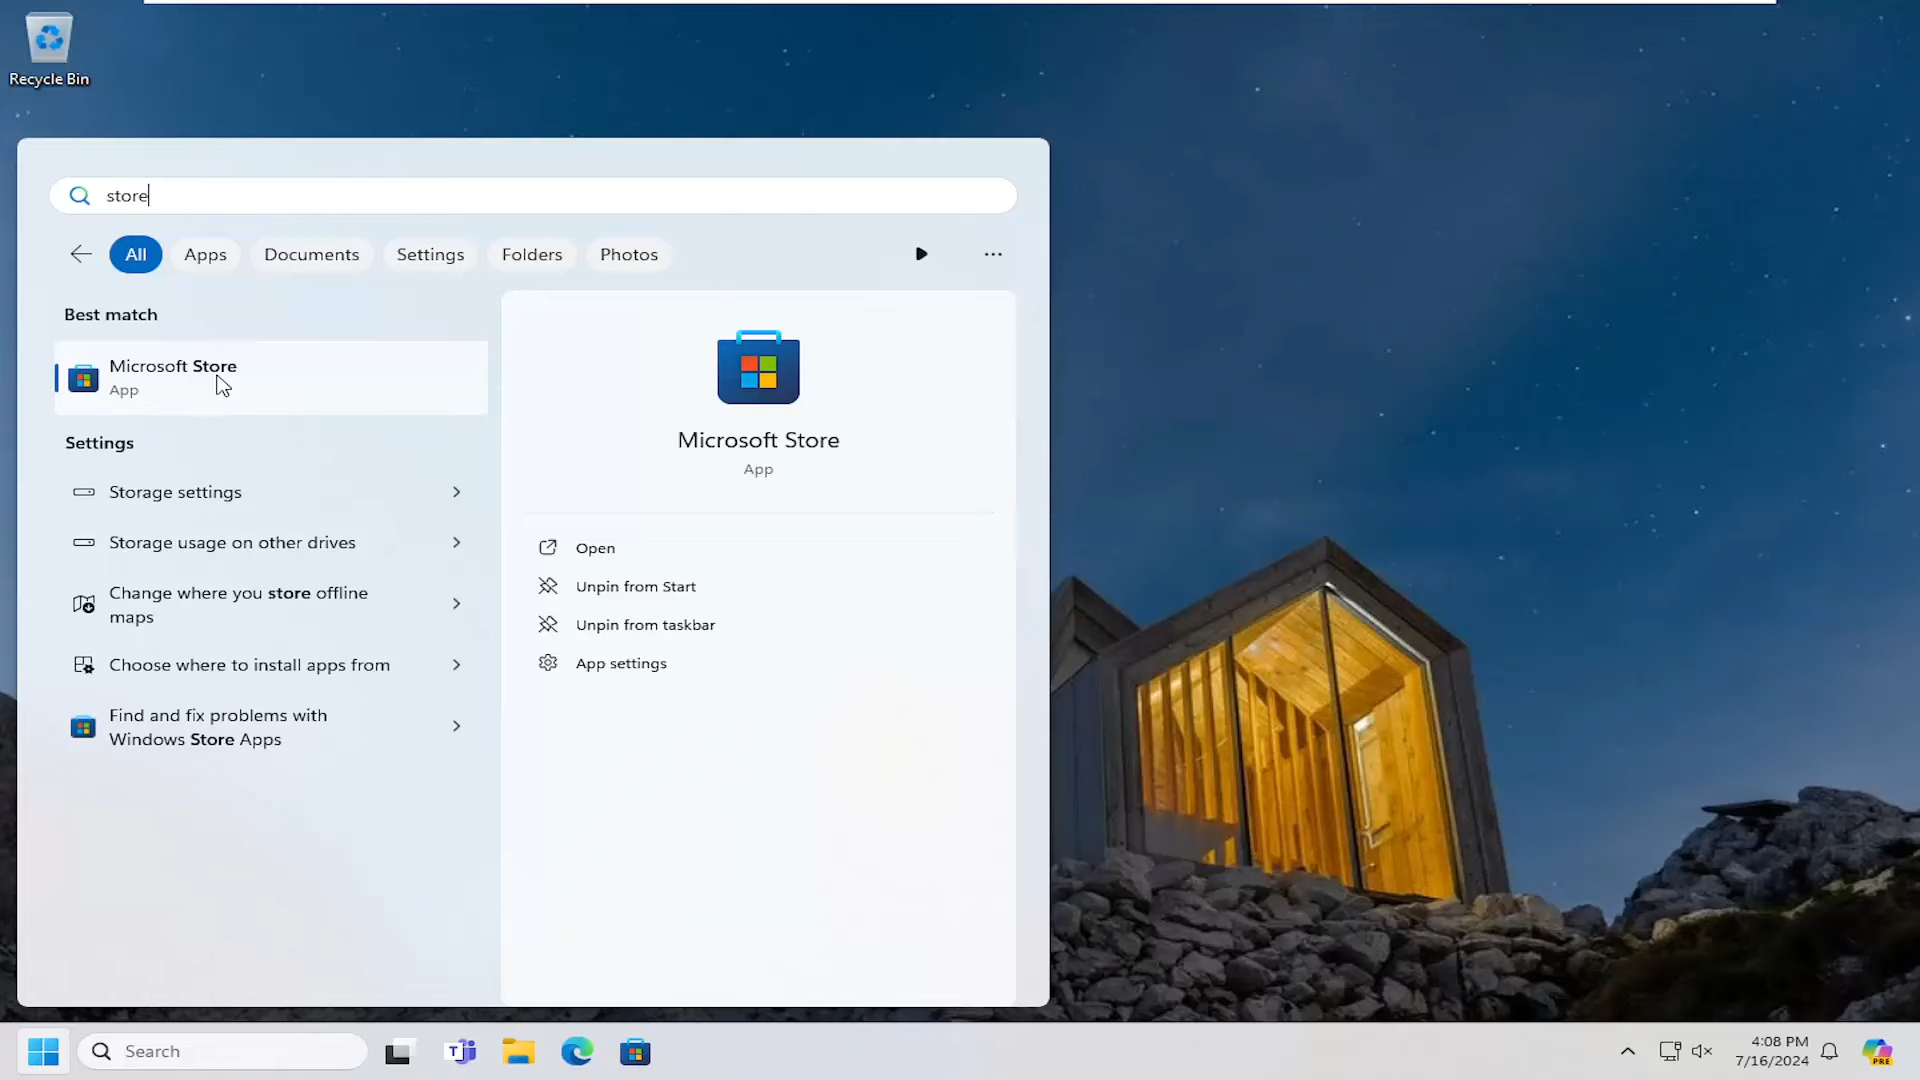 Recycle Bin
store
All Apps Documents Settings Folders Photos
Best match
Microsoft Store
App
Settings
Storage settings
Storage usage on other drives
Change where you store offline
maps
Choose where to install apps from
Find and fix problems with
Windows Store Apps
Microsoft Store
App
Open
Unpin from Start
Unpin from taskbar
App settings
Search
T
4:08 PM
7/16/2024
PRE